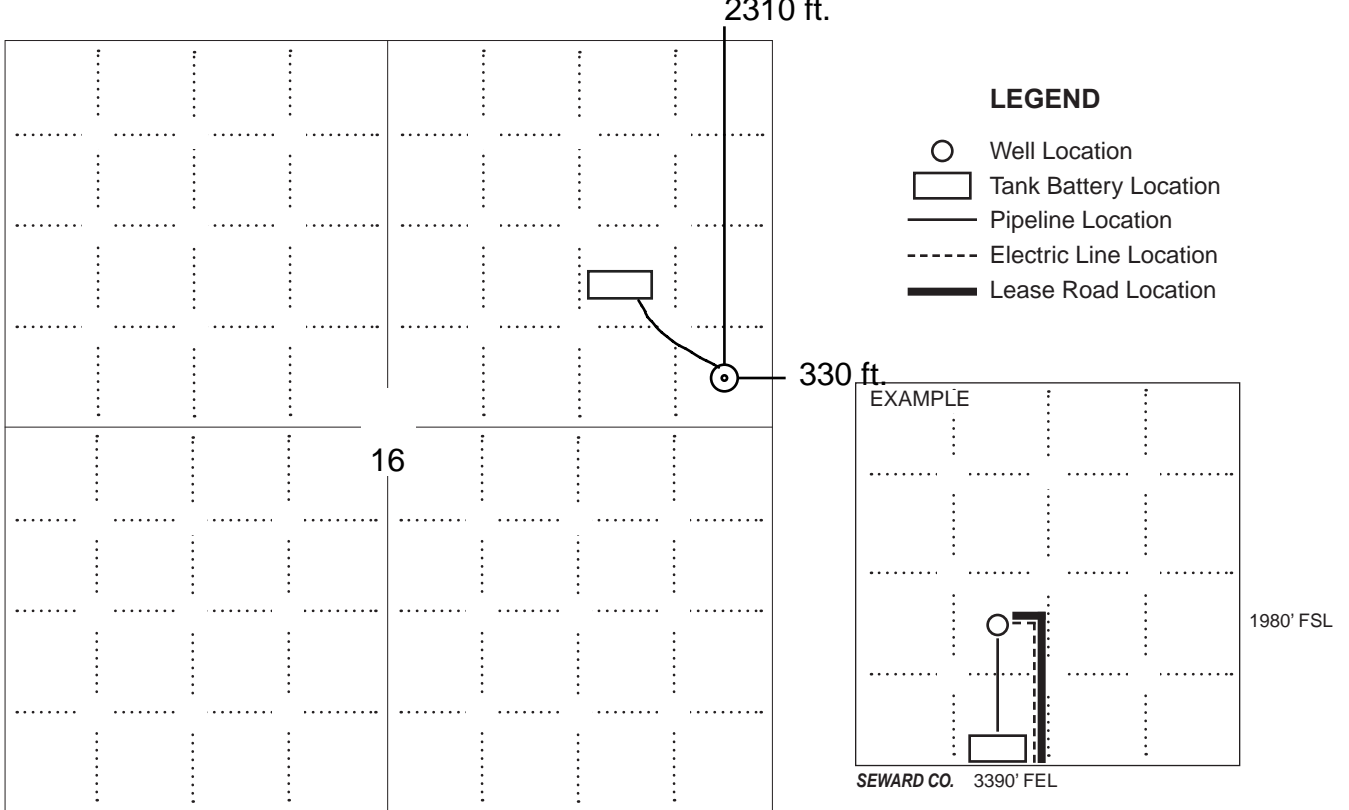 2310 ft.
LEGEND
Well Location
Tank Battery Location
Pipeline Location
Electric Line Location
Lease Road Location
330 ft.
EXAMPLE
16
1980' FSL
SEWARD CO. 3390' FEL